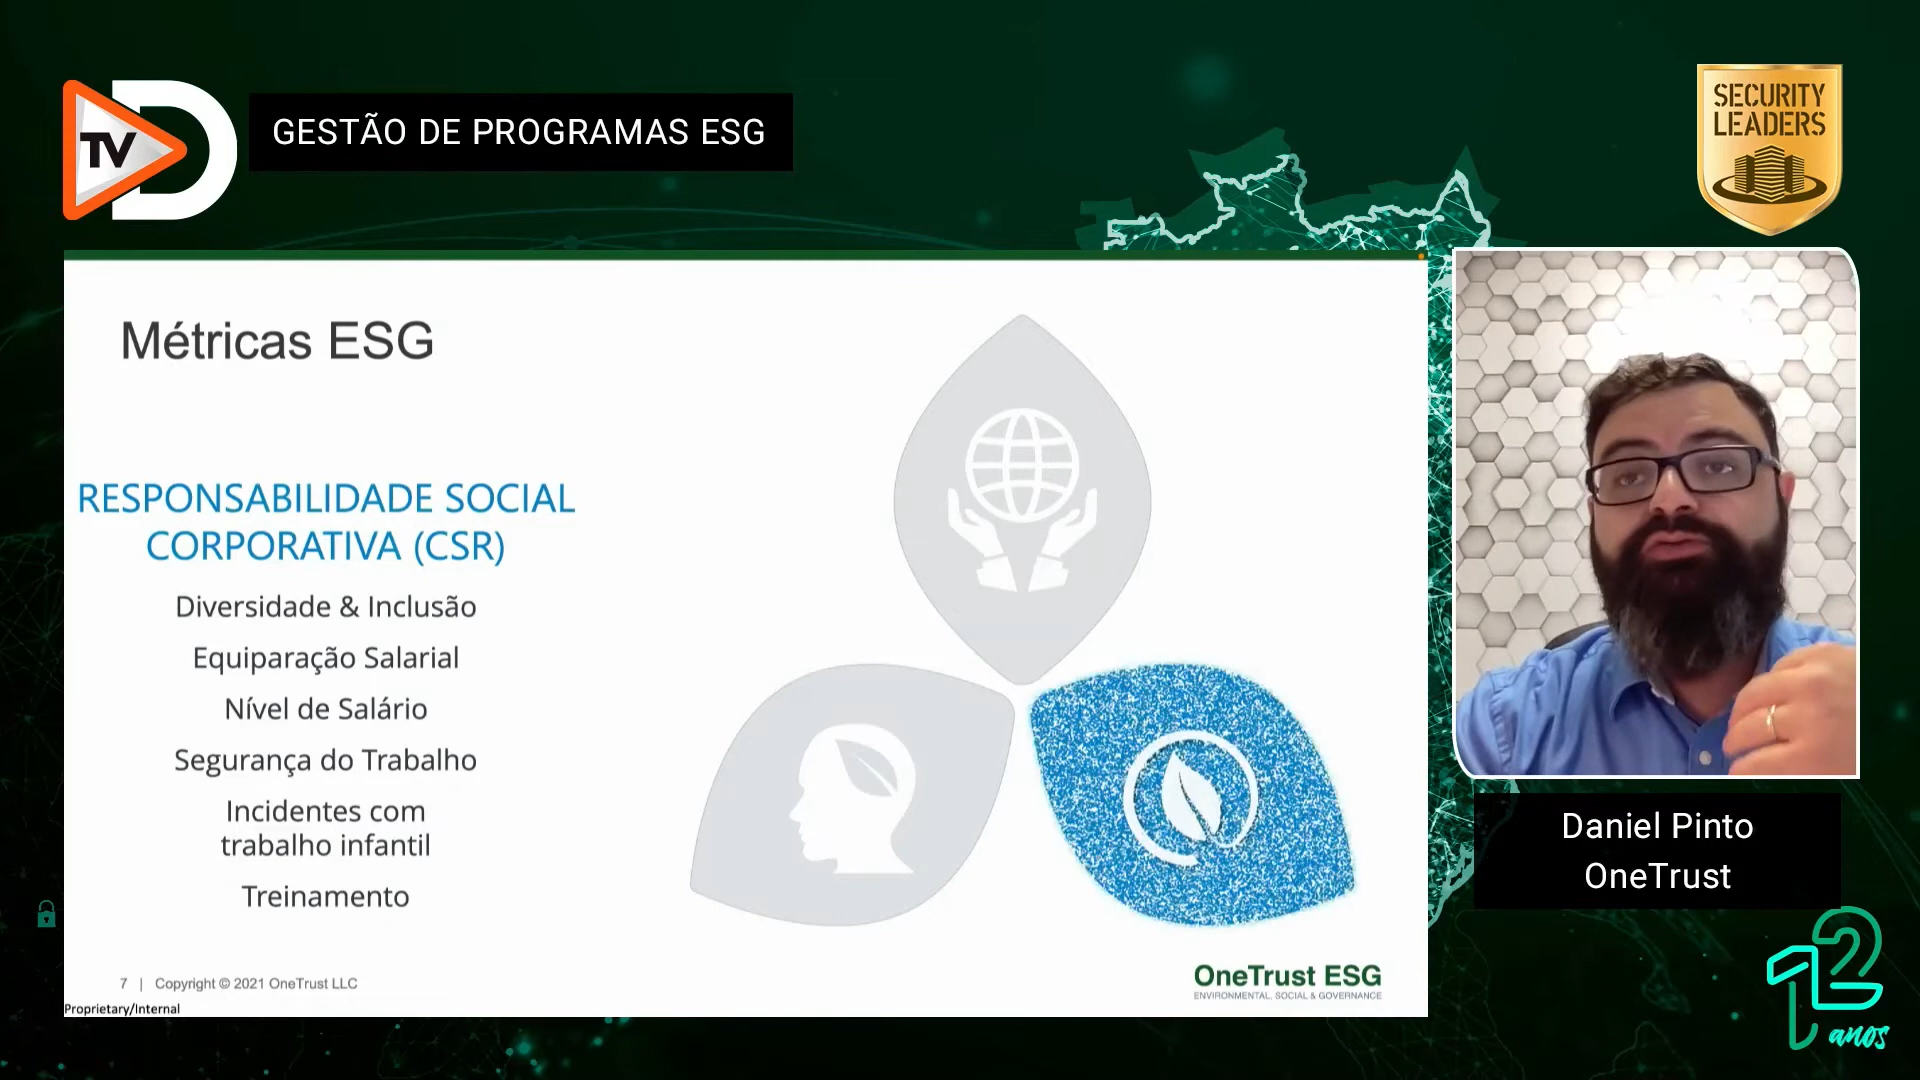 TV D
GESTÃO DE PROGRAMAS ESG
SECURITY
LEADERS
Métricas ESG
RESPONSABILIDADE SOCIAL
CORPORATIVA (CSR)
Diversidade & Inclusão
Equiparação Salarial
Nível de Salário
Segurança do Trabalho
Incidentes com
trabalho infantil
Treinamento
7 | Copyright © 2021 OneTrust LLC
Proprietary/Internal
OneTrust ESG
ENVIRONMENTAL, SOCIAL & GOVERNANCE
Daniel Pinto
OneTrust
12
anos